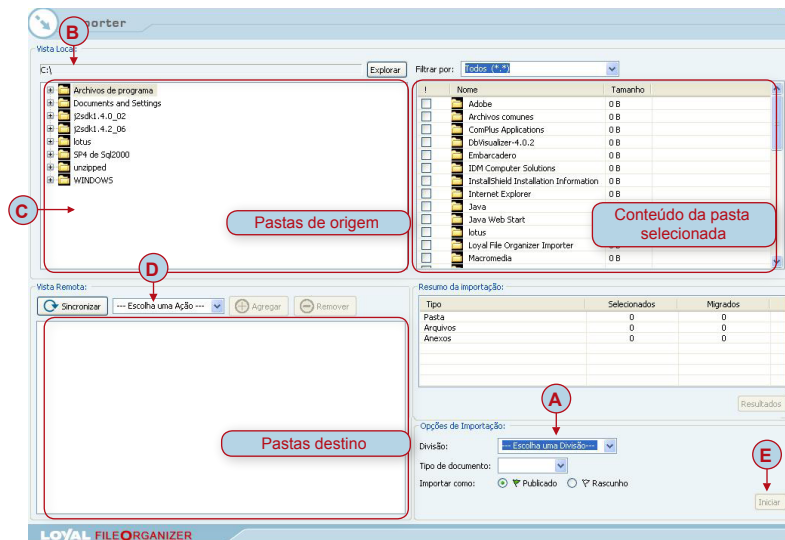 porter
B
Vista Local:
C:\
Explorar
Filtrar por:
Todos (*.*)
Archivos de programa
Documents and Settings
j2sdk1.4.0_02
j2sdk1.4.2_06
lotus
SP4 de Sql2000
unzipped
WINDOWS
C
Pastas de origem
! Nome Tamanho
Adobe 0 B
Archivos comunes 0 B
ComPlus Applications 0 B
DbVisualizer-4.0.2 0 B
Embarcadero 0 B
IDM Computer Solutions 0 B
InstallShield Installation Information 0 B
Internet Explorer 0 B
Java
Java Web Start
lotus
Loyal File Organizer Importer
Macromedia 0 B
Conteúdo da pasta
selecionada
D
Vista Remota:
Sincronizar
--- Escolha uma Ação ---
Agregar
Remover
Pastas destino
Resumo da importação:
Tipo Selecionados Migrados
Pasta 0 0
Arquivos 0 0
Anexos 0 0
Resultados
A
Opções de Importação:
Divisão:
--- Escolha uma Divisão---
Tipo de documento:
Importar como:
Publicado
Rascunho
E
Iniciar
LOYAL FILEORGANIZER